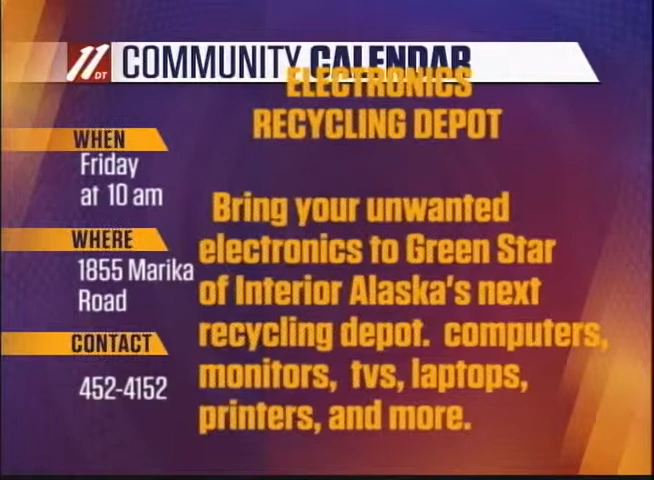 11 DT COMMUNITY CALENDAR
ELECTRONICS
RECYCLING DEPOT
WHEN
Friday
at 10 am
WHERE
1855 Marika
Road
CONTACT
452-4152
Bring your unwanted
electronics to Green Star
of Interior Alaska's next
recycling depot. computers,
monitors, tvs, laptops,
printers, and more.